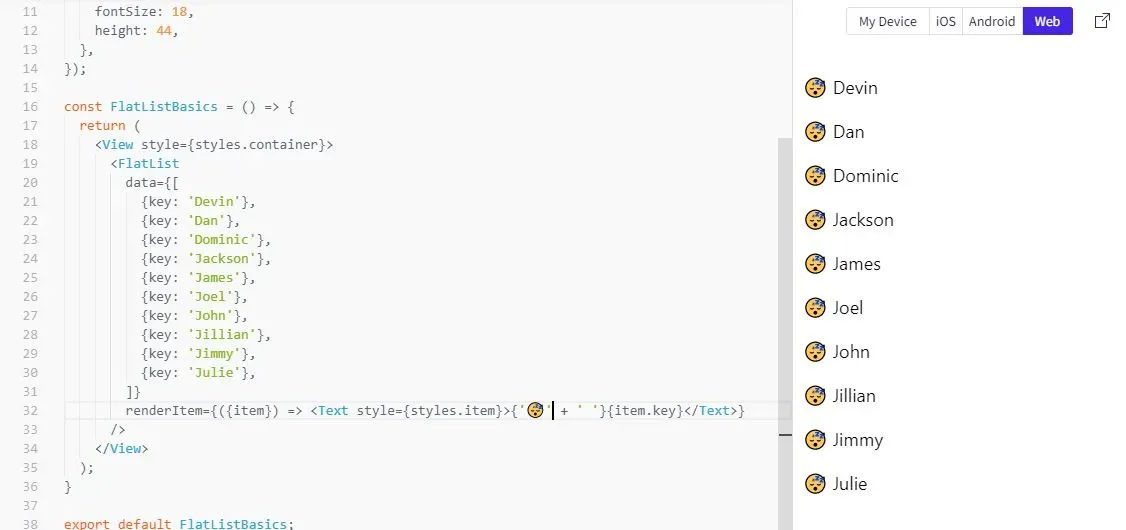 11 fontSize: 18,
12 height: 44,
13 },
14 });
15
16 const FlatListBasics = () => {
17 return (
18 <View style={styles.container}>
19 <FlatList
20 data={[
21 {key: 'Devin'},
22 {key: 'Dan'},
23 {key: 'Dominic'},
24 {key: 'Jackson'},
25 {key: 'James'},
26 {key: 'Joel'},
27 {key: 'John'},
28 {key: 'Jillian'},
29 {key: 'Jimmy'},
30 {key: 'Julie'},
31 ]}
32 renderItem={({item}) => <Text style={styles.item}>{'😴' + ' '}{item.key}</Text>}
33 />
34 </View>
35 );
36 }
37
38 export default FlatListBasics;
My Device iOS Android Web
😴 Devin
😴 Dan
😴 Dominic
😴 Jackson
😴 James
😴 Joel
😴 John
😴 Jillian
😴 Jimmy
😴 Julie